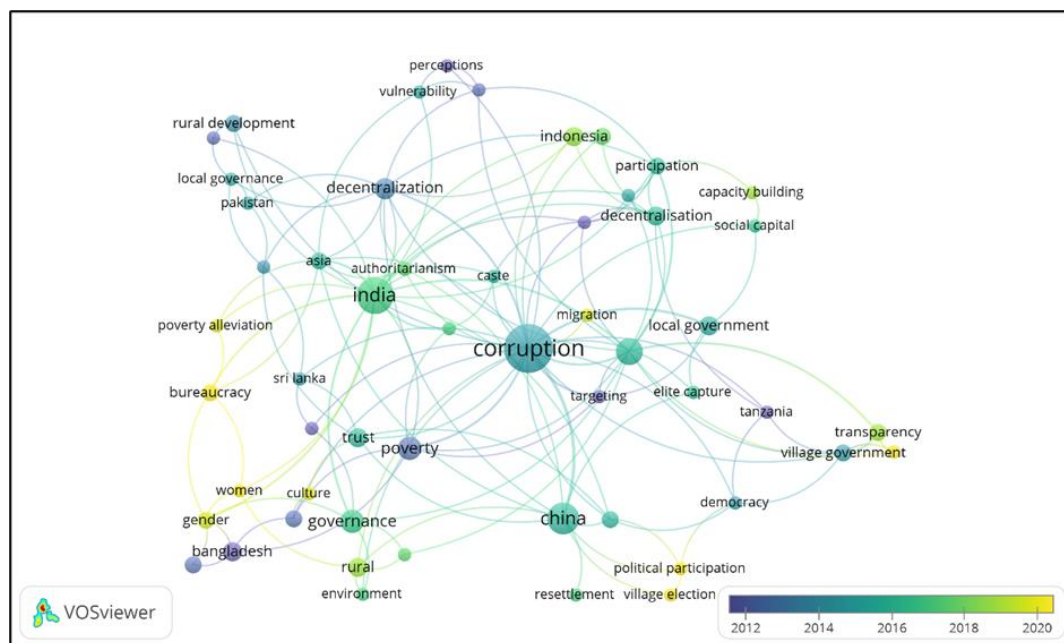 perceptions
vulnerability
rural development
indonesia
participation
local governance
decentralization
capacity building
pakistan
decentralisation
social capital
asia
authoritarianism
caste
india
migration
poverty alleviation
local government
corruption
sri lanka
bureaucracy
targeting
elite capture
tanzania
trust
poverty
transparency
village government
women
culture
democracy
gender
governance
china
bangladesh
rural
political participation
environment
resettlement
village election
VOSviewer
2012 2014 2016 2018 2020